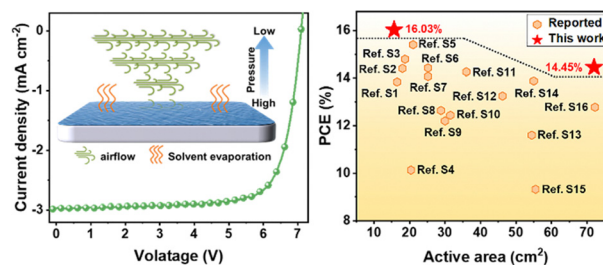 Current density (mA cm⁻²)
0
-1
-2
-3
Low
Pressure
High
airflow
Solvent evaporation
0 1 2 3 4 5 6 7
Volatage (V)
PCE (%)
16
14
12
10
8
16.03%
Reported
This work
14.45%
Ref. S5
Ref. S3
Ref. S6
Ref. S2
Ref. S11
Ref. S1
Ref. S7
Ref. S14
Ref. S12
Ref. S16
Ref. S8
Ref. S10
Ref. S9
Ref. S13
Ref. S4
Ref. S15
10 20 30 40 50 60 70
Active area (cm²)